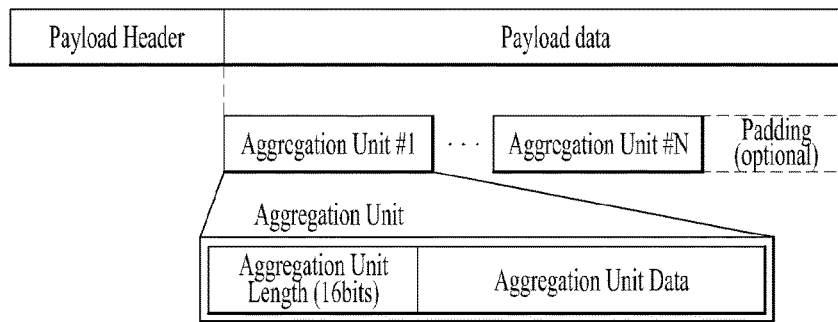 Payload Header
Payload data
Aggregation Unit #1
. . .
Aggregation Unit #N
Padding
(optional)
Aggregation Unit
Aggregation Unit
Length (16bits)
Aggregation Unit Data